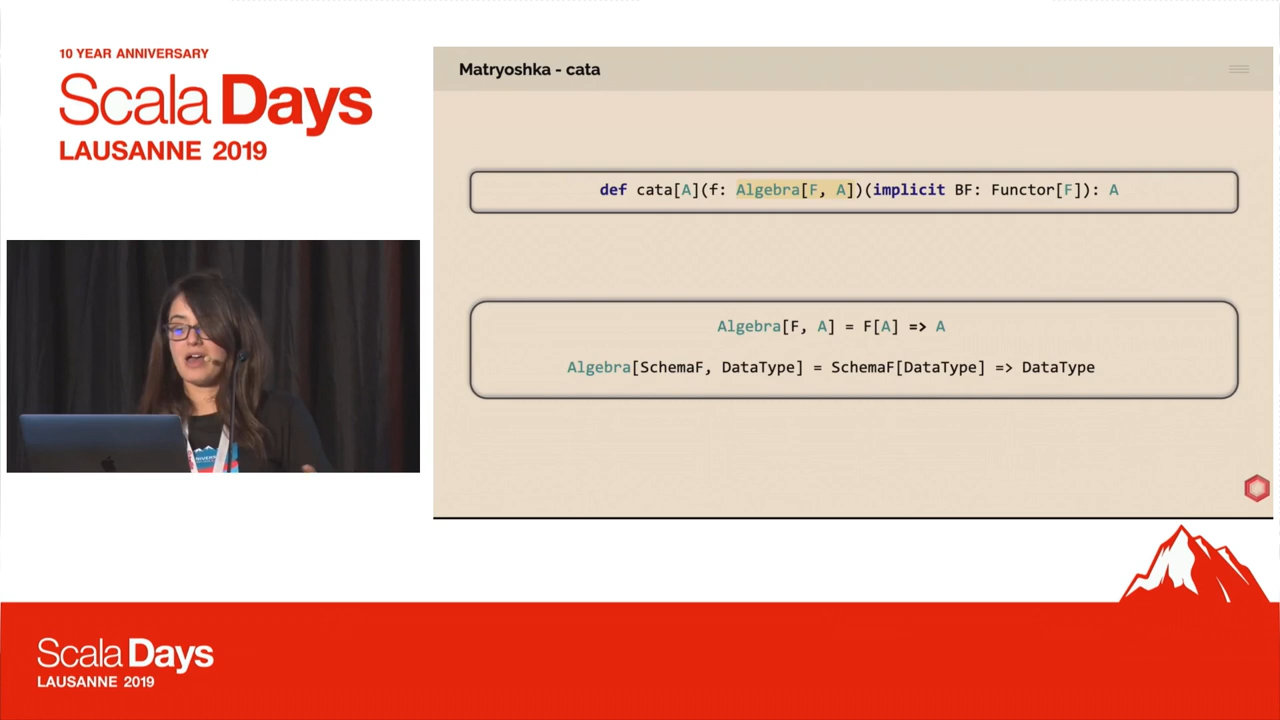 10 YEAR ANNIVERSARY
Scala Days
LAUSANNE 2019
Matryoshka - cata
def cata[A](f: Algebra[F, A])(implicit BF: Functor[F]): A
Algebra[F, A] = F[A] => A
Algebra[SchemaF, DataType] = SchemaF[DataType] => DataType
Scala Days
LAUSANNE 2019